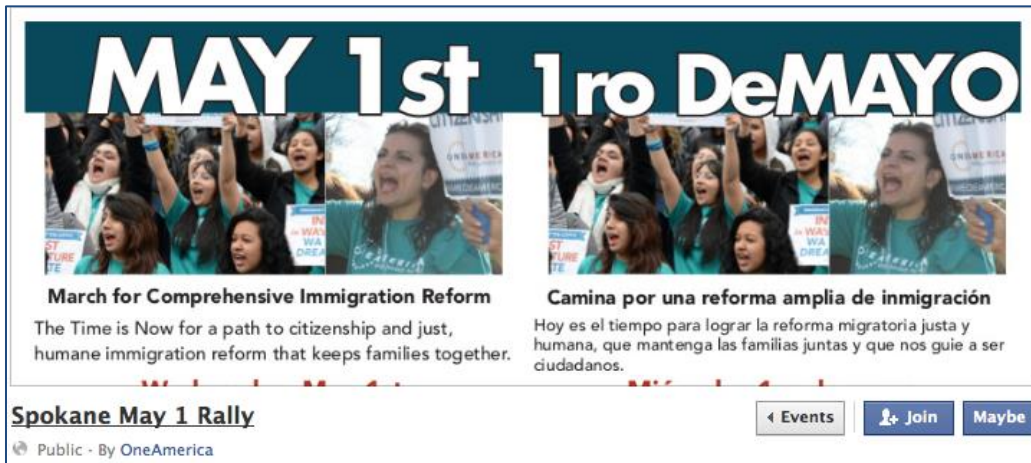 MAY 1st
1ro DeMAYO
CITIZENSHIP
ONEAMERICA
March for Comprehensive Immigration Reform
The Time is Now for a path to citizenship and just,
humane immigration reform that keeps families together.
Camina por una reforma amplia de inmigración
Hoy es el tiempo para lograr la reforma migratoria justa y
humana, que mantenga las familias juntas y que nos guie a ser
ciudadanos.
Spokane May 1 Rally
Events
Join
Maybe
Public · By OneAmerica